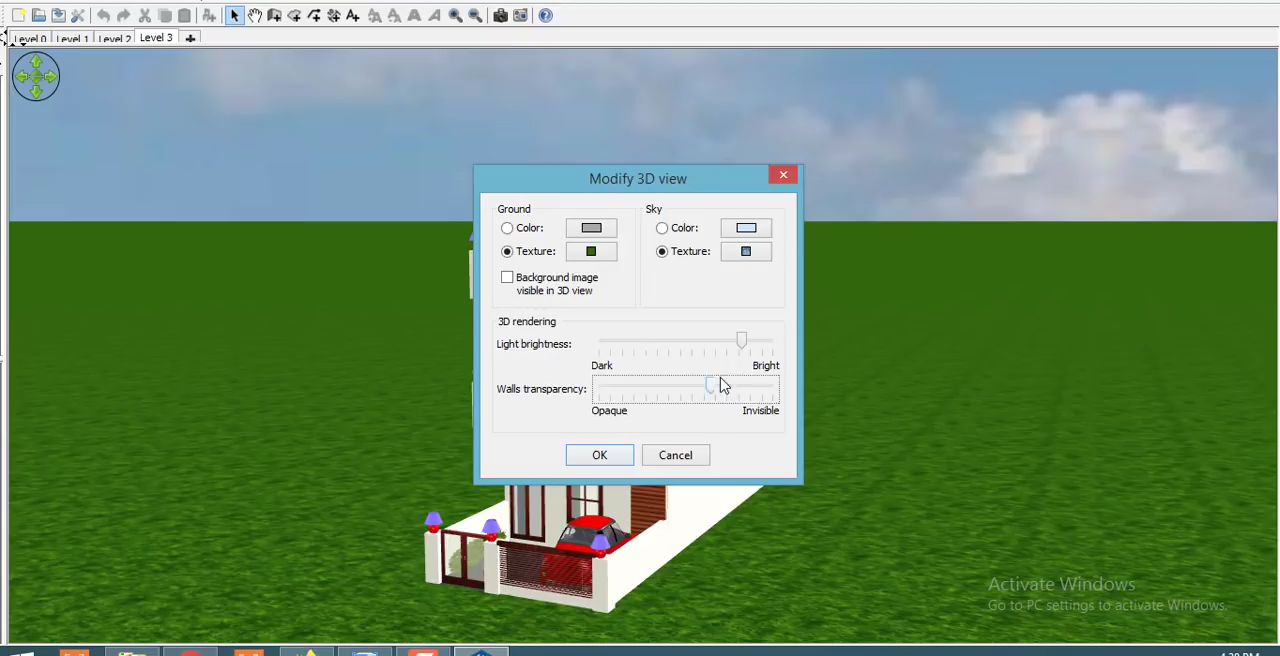 Level 0 Level 1 Level 2 Level 3
Modify 3D view
Ground Sky
Color: Color:
Texture: Texture:
Background image
visible in 3D view
3D rendering
Light brightness:
Dark Bright
Walls transparency:
Opaque Invisible
OK Cancel
Activate Windows
Go to PC settings to activate Windows.